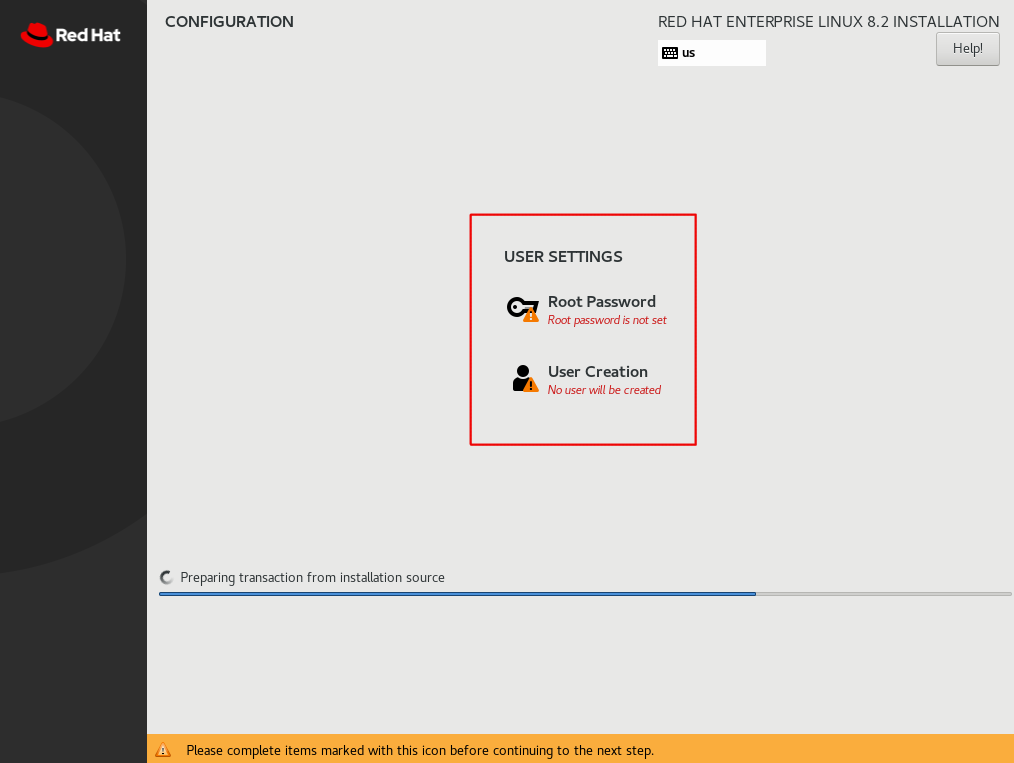 Red Hat
CONFIGURATION
RED HAT ENTERPRISE LINUX 8.2 INSTALLATION
us
Help!
USER SETTINGS
Root Password
Root password is not set
User Creation
No user will be created
Preparing transaction from installation source
Please complete items marked with this icon before continuing to the next step.